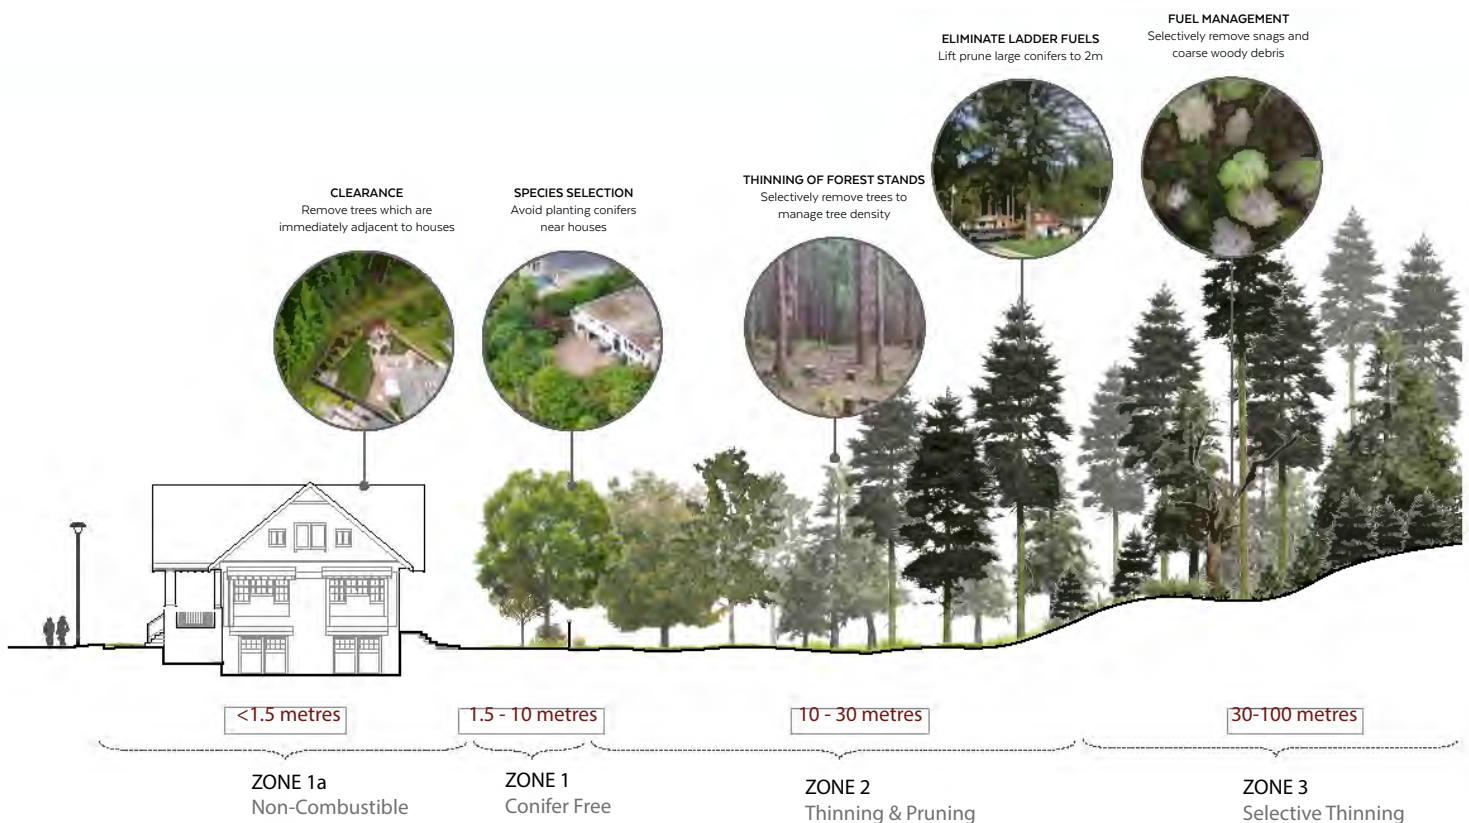 FUEL MANAGEMENT
Selectively remove snags and
coarse woody debris
ELIMINATE LADDER FUELS
Lift prune large conifers to 2m
THINNING OF FOREST STANDS
Selectively remove trees to
manage tree density
CLEARANCE
Remove trees which are
immediately adjacent to houses
SPECIES SELECTION
Avoid planting conifers
near houses
<1.5 metres
1.5 - 10 metres
10 - 30 metres
30-100 metres
ZONE 1a
Non-Combustible
ZONE 1
Conifer Free
ZONE 2
Thinning & Pruning
ZONE 3
Selective Thinning